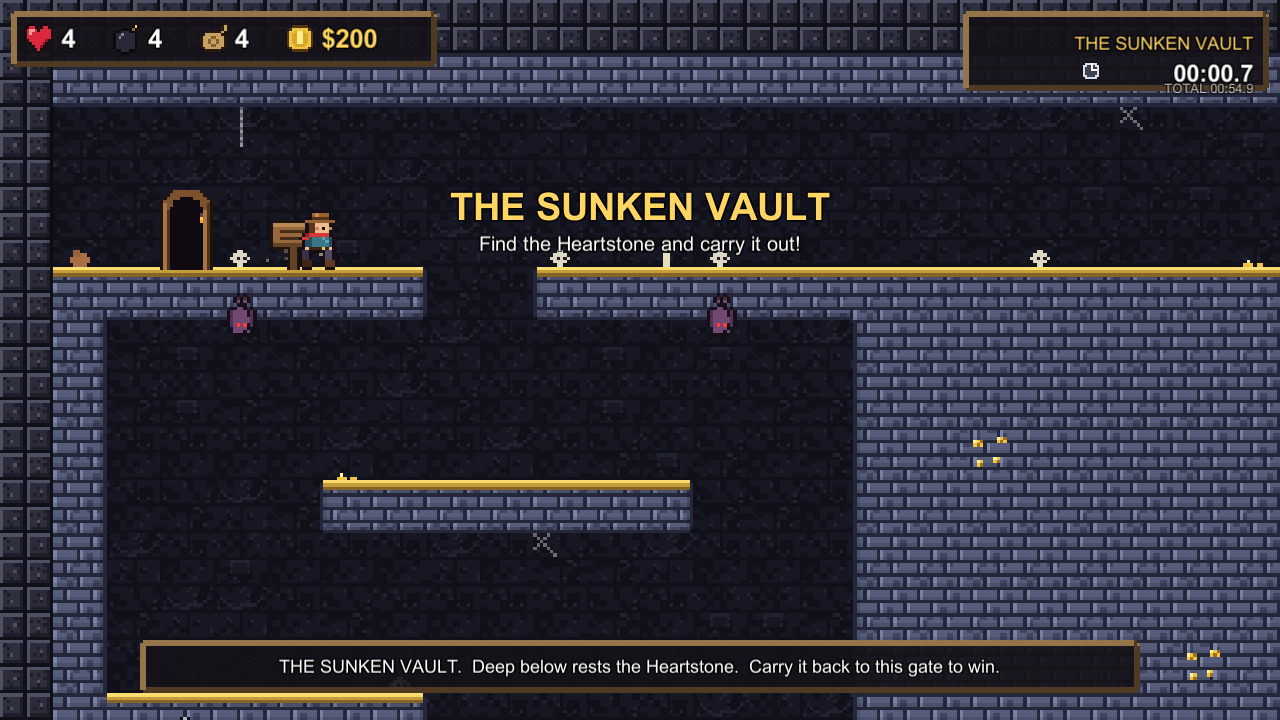 4 4 4 $200
THE SUNKEN VAULT
00:00.7
TOTAL 00:54.9
THE SUNKEN VAULT
Find the Heartstone and carry it out!
THE SUNKEN VAULT. Deep below rests the Heartstone. Carry it back to this gate to win.